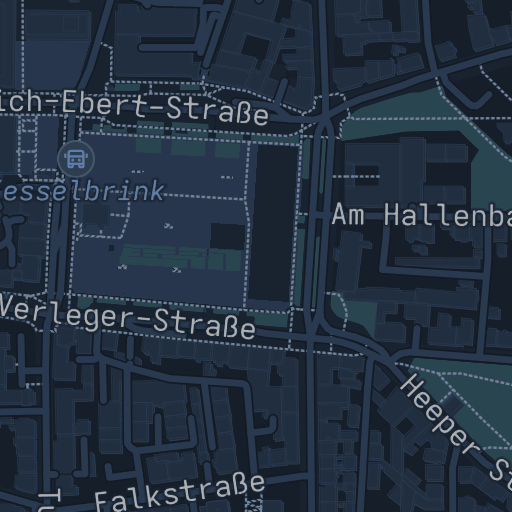 ich-Ebert-Straße
esselbrink
Am Hallenba
Verleger-Straße
Heeper St
Falkstraße